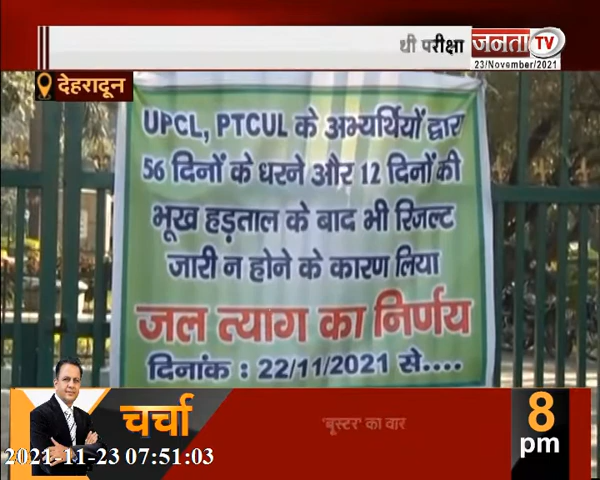 थी परीक्षा
जनता TV
23/November/2021
देहरादून
UPCL, PTCUL के अभ्यर्थियों द्वारा
56 दिनों के धरने और 12 दिनों की
भूख हड़ताल के बाद भी रिजल्ट
जारी न होने के कारण लिया
जल त्याग का निर्णय
दिनांक : 22/11/2021 से....
चर्चा
'बूस्टर' का वार
8
pm
2021-11-23 07:51:03